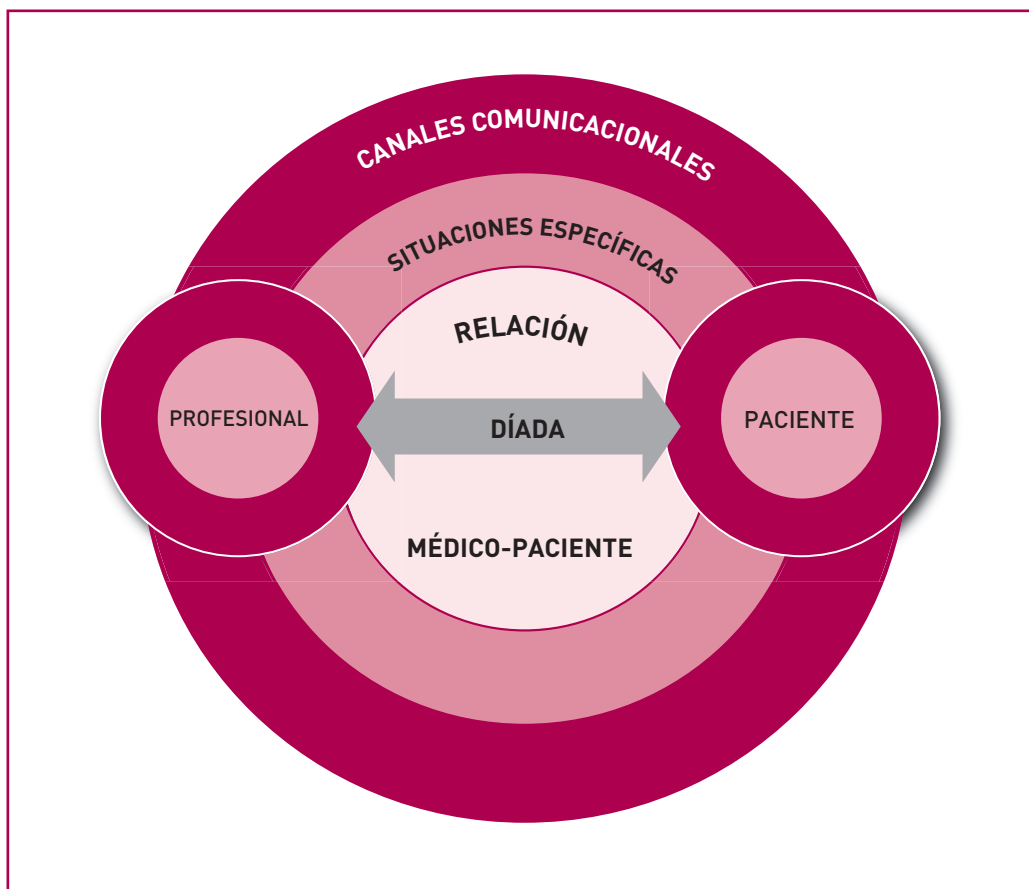 CANALES COMUNICACIONALES
SITUACIONES ESPECÍFICAS
RELACIÓN
PROFESIONAL
DÍADA
PACIENTE
MÉDICO-PACIENTE